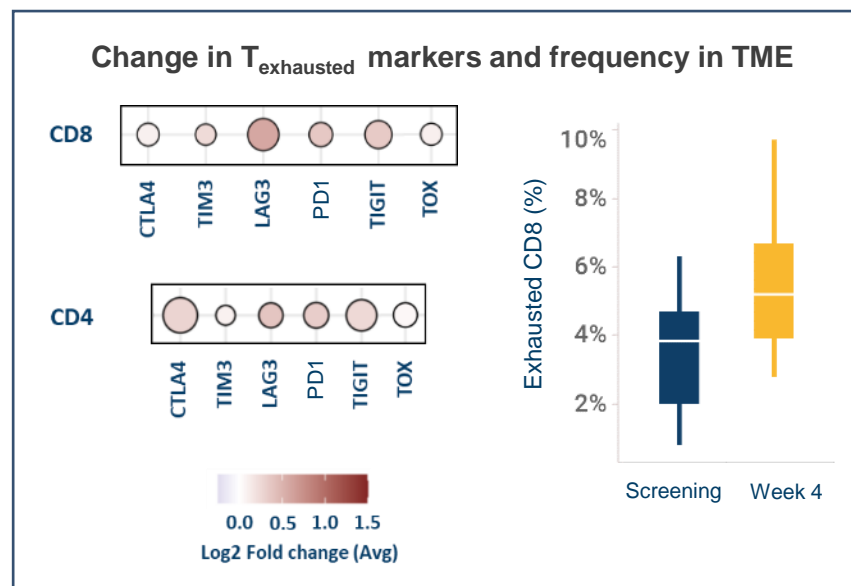 Change in Texhausted markers and frequency in TME
CD8
CTLA4 TIM3 LAG3 PD1 TIGIT TOX
CD4
CTLA4 TIM3 LAG3 PD1 TIGIT TOX
0.0 0.5 1.0 1.5
Log2 Fold change (Avg)
Exhausted CD8 (%)
10%
8%
6%
4%
2%
Screening Week 4